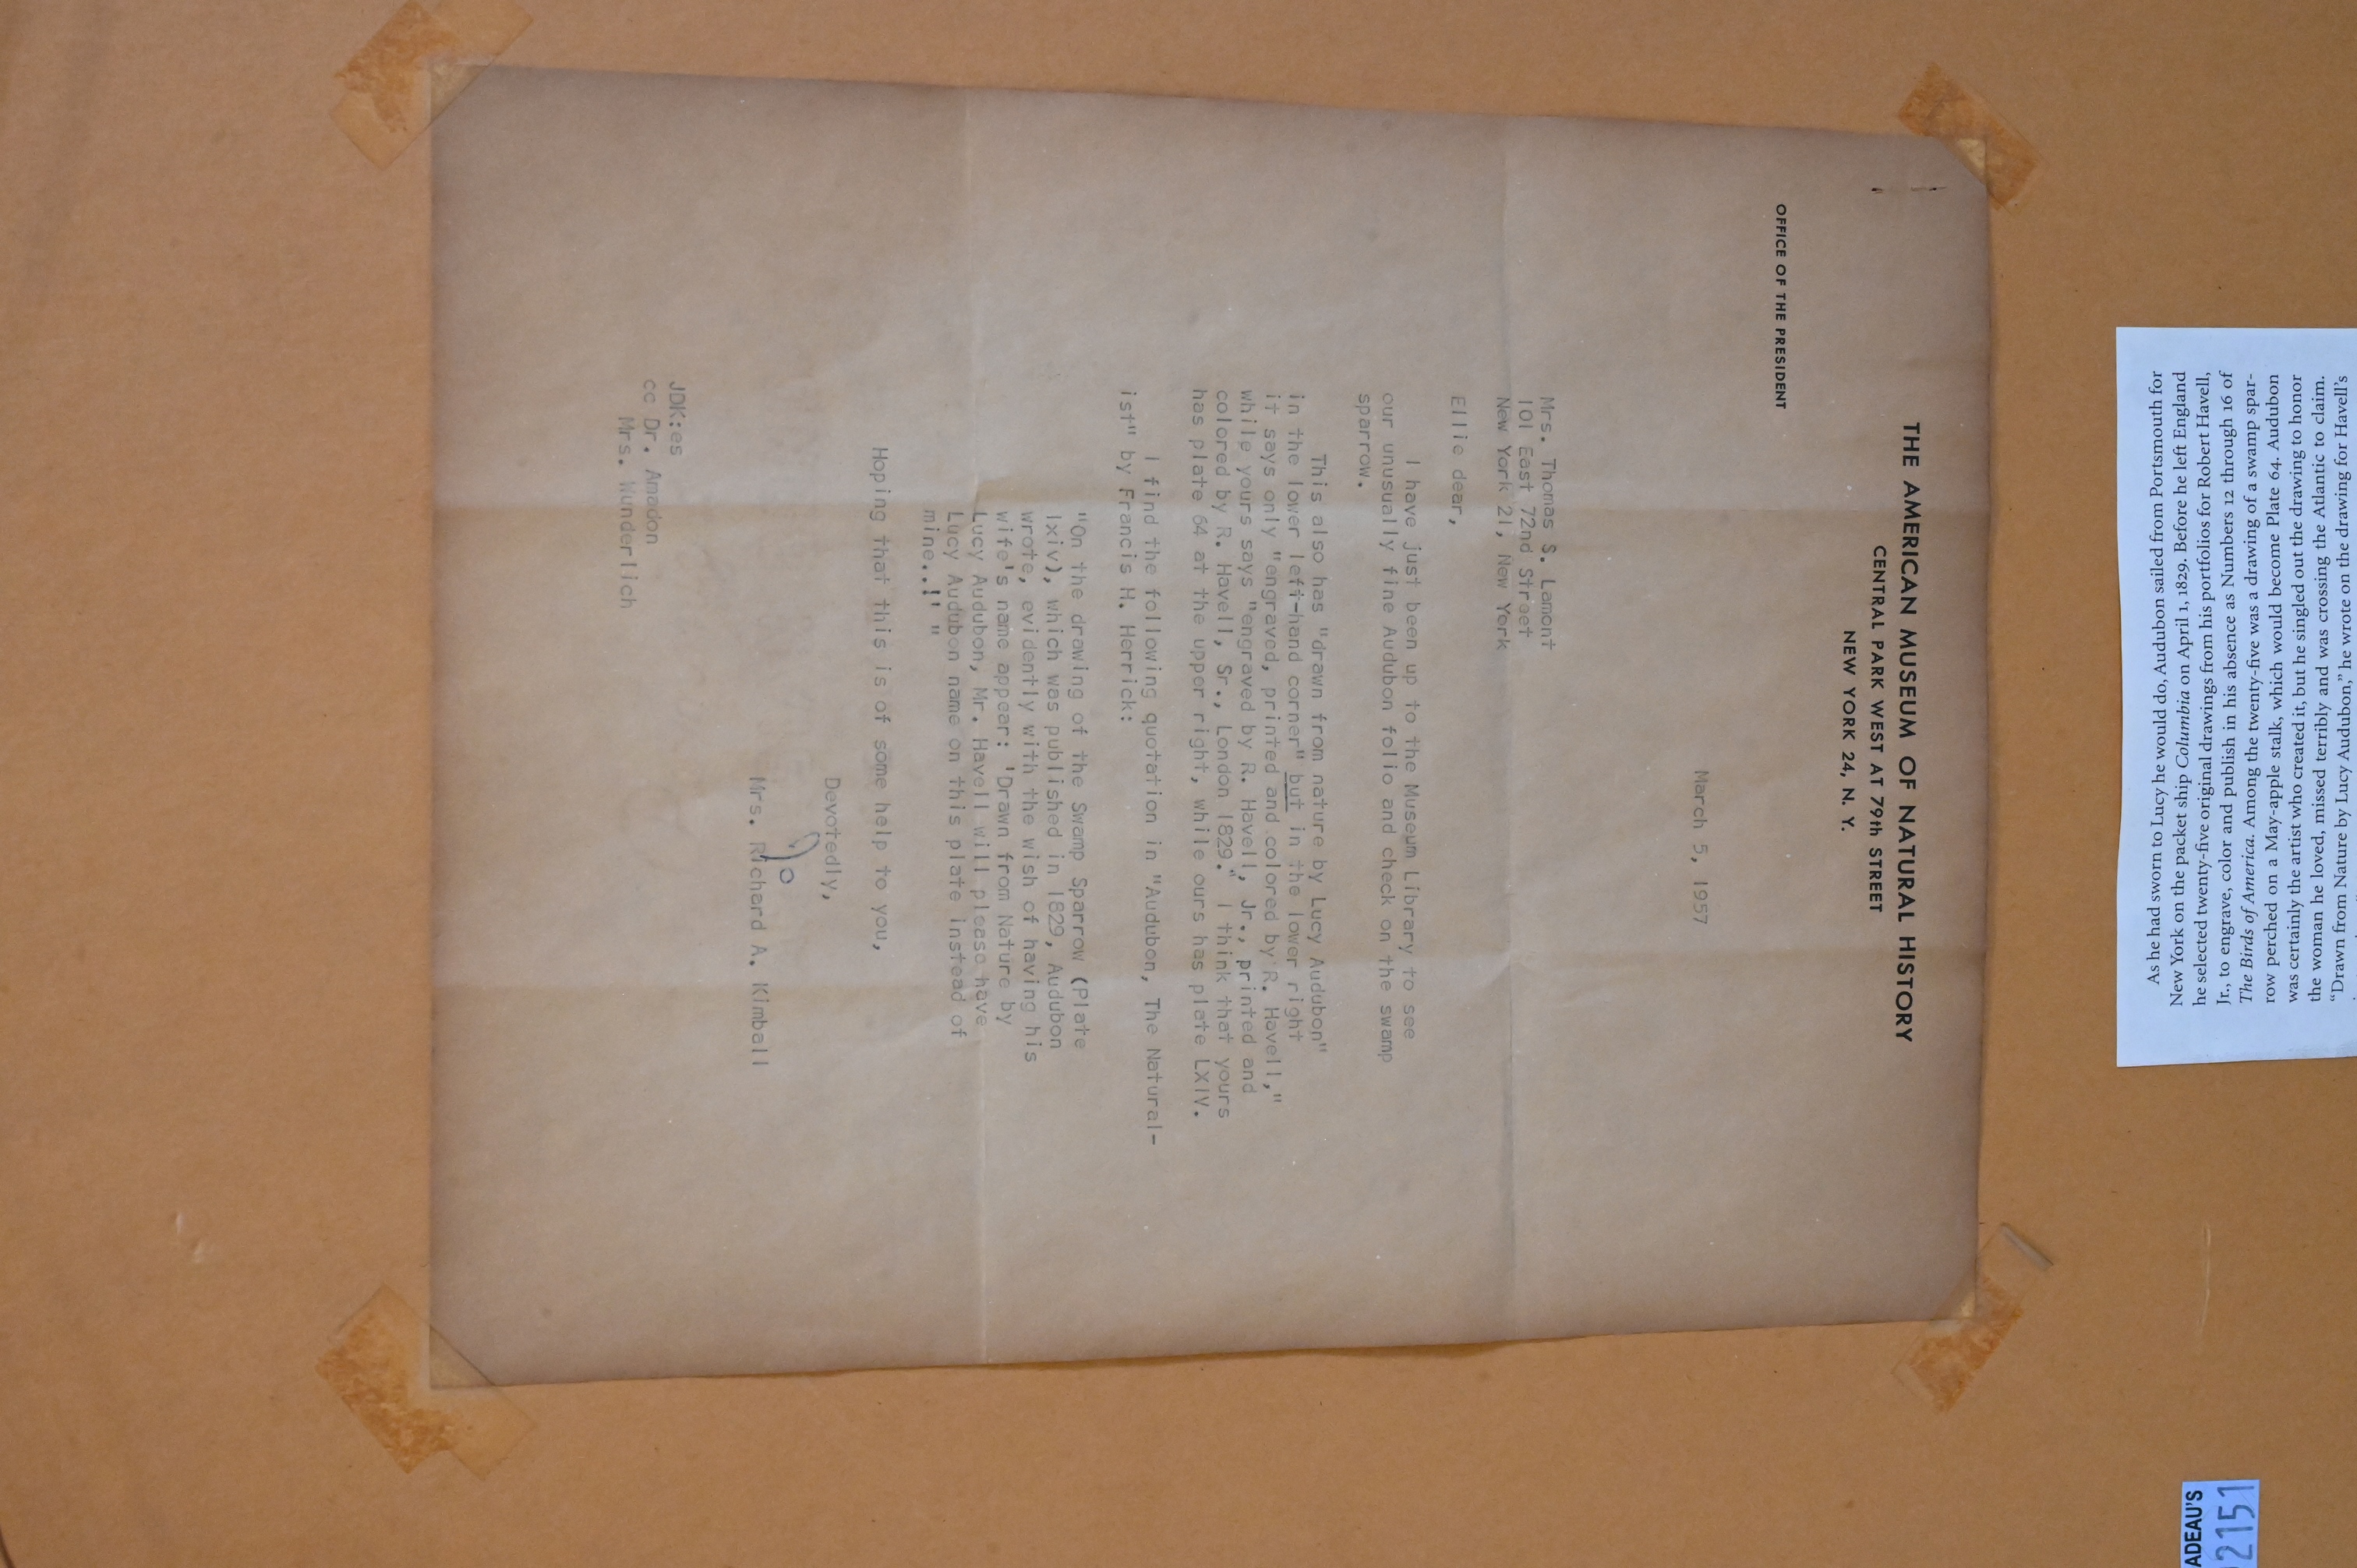 THE AMERICAN MUSEUM OF NATURAL HISTORY
CENTRAL PARK WEST AT 79th STREET
NEW YORK 24, N. Y.
OFFICE OF THE PRESIDENT
March 5, 1957
Mrs. Thomas S. Lamont
101 East 72nd Street
New York 21, New York
Ellie dear,
I have just been up to the Museum Library to see
our unusually fine Audubon folio and check on the swamp
sparrow.
This also has "drawn from nature by Lucy Audubon"
in the lower left-hand corner" but in the lower right
it says only "engraved, printed and colored by R. Havell,"
while yours says "engraved by R. Havell, Jr., printed and
colored by R. Havell, Sr., London 1829." I think that yours
has plate 64 at the upper right, while ours has plate LXIV.
I find the following quotation in "Audubon, The Natural-
ist" by Francis H. Herrick:
"On the drawing of the Swamp Sparrow (Plate
lxiv), which was published in 1829, Audubon
wrote, evidently with the wish of having his
wife's name appear: 'Drawn from Nature by
Lucy Audubon, Mr. Havell will please have
Lucy Audubon name on this plate instead of
mine..!'"
Hoping that this is of some help to you,
Devotedly,
Jo
Mrs. Richard A. Kimball
JDK:es
cc Dr. Amadon
Mrs. Wunderlich
As he had sworn to Lucy he would do, Audubon sailed from Portsmouth for
New York on the packet ship Columbia on April 1, 1829. Before he left England
he selected twenty-five original drawings from his portfolios for Robert Havell,
Jr., to engrave, color and publish in his absence as Numbers 12 through 16 of
The Birds of America. Among the twenty-five was a drawing of a swamp spar-
row perched on a May-apple stalk, which would become Plate 64. Audubon
was certainly the artist who created it, but he singled out the drawing to honor
the woman he loved, missed terribly and was crossing the Atlantic to claim.
"Drawn from Nature by Lucy Audubon," he wrote on the drawing for Havell's
ADEAU'S
2151